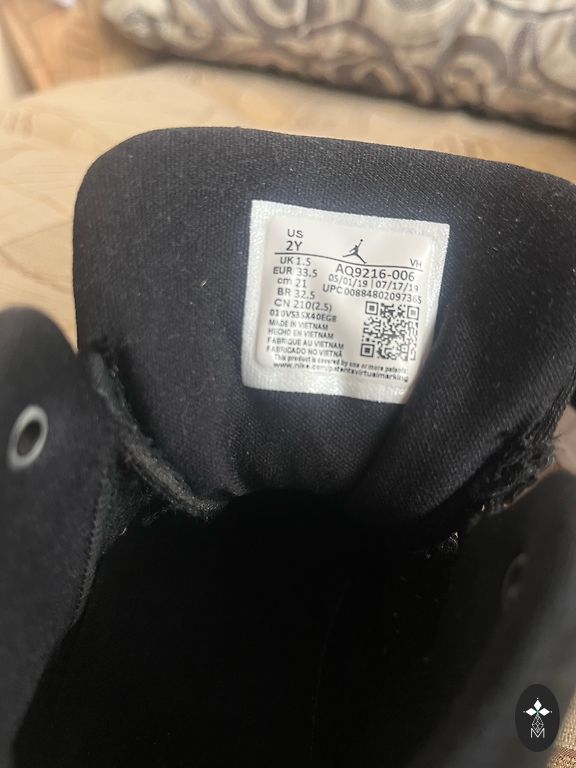 US
2Y
UK 1.5
EUR 33.5
cm 21
BR 32.5
CN 210(2.5)
VH
AQ9216-006
05/01/19 | 07/17/19
UPC 00884802097365
010VS3SX40EG8
MADE IN VIETNAM
HECHO EN VIETNAM
FABRIQUE AU VIETNAM
FABRICADO NO VIETNÃ
This product is covered by one or more patents
www.nike.com/patentsvirtualmarking
M